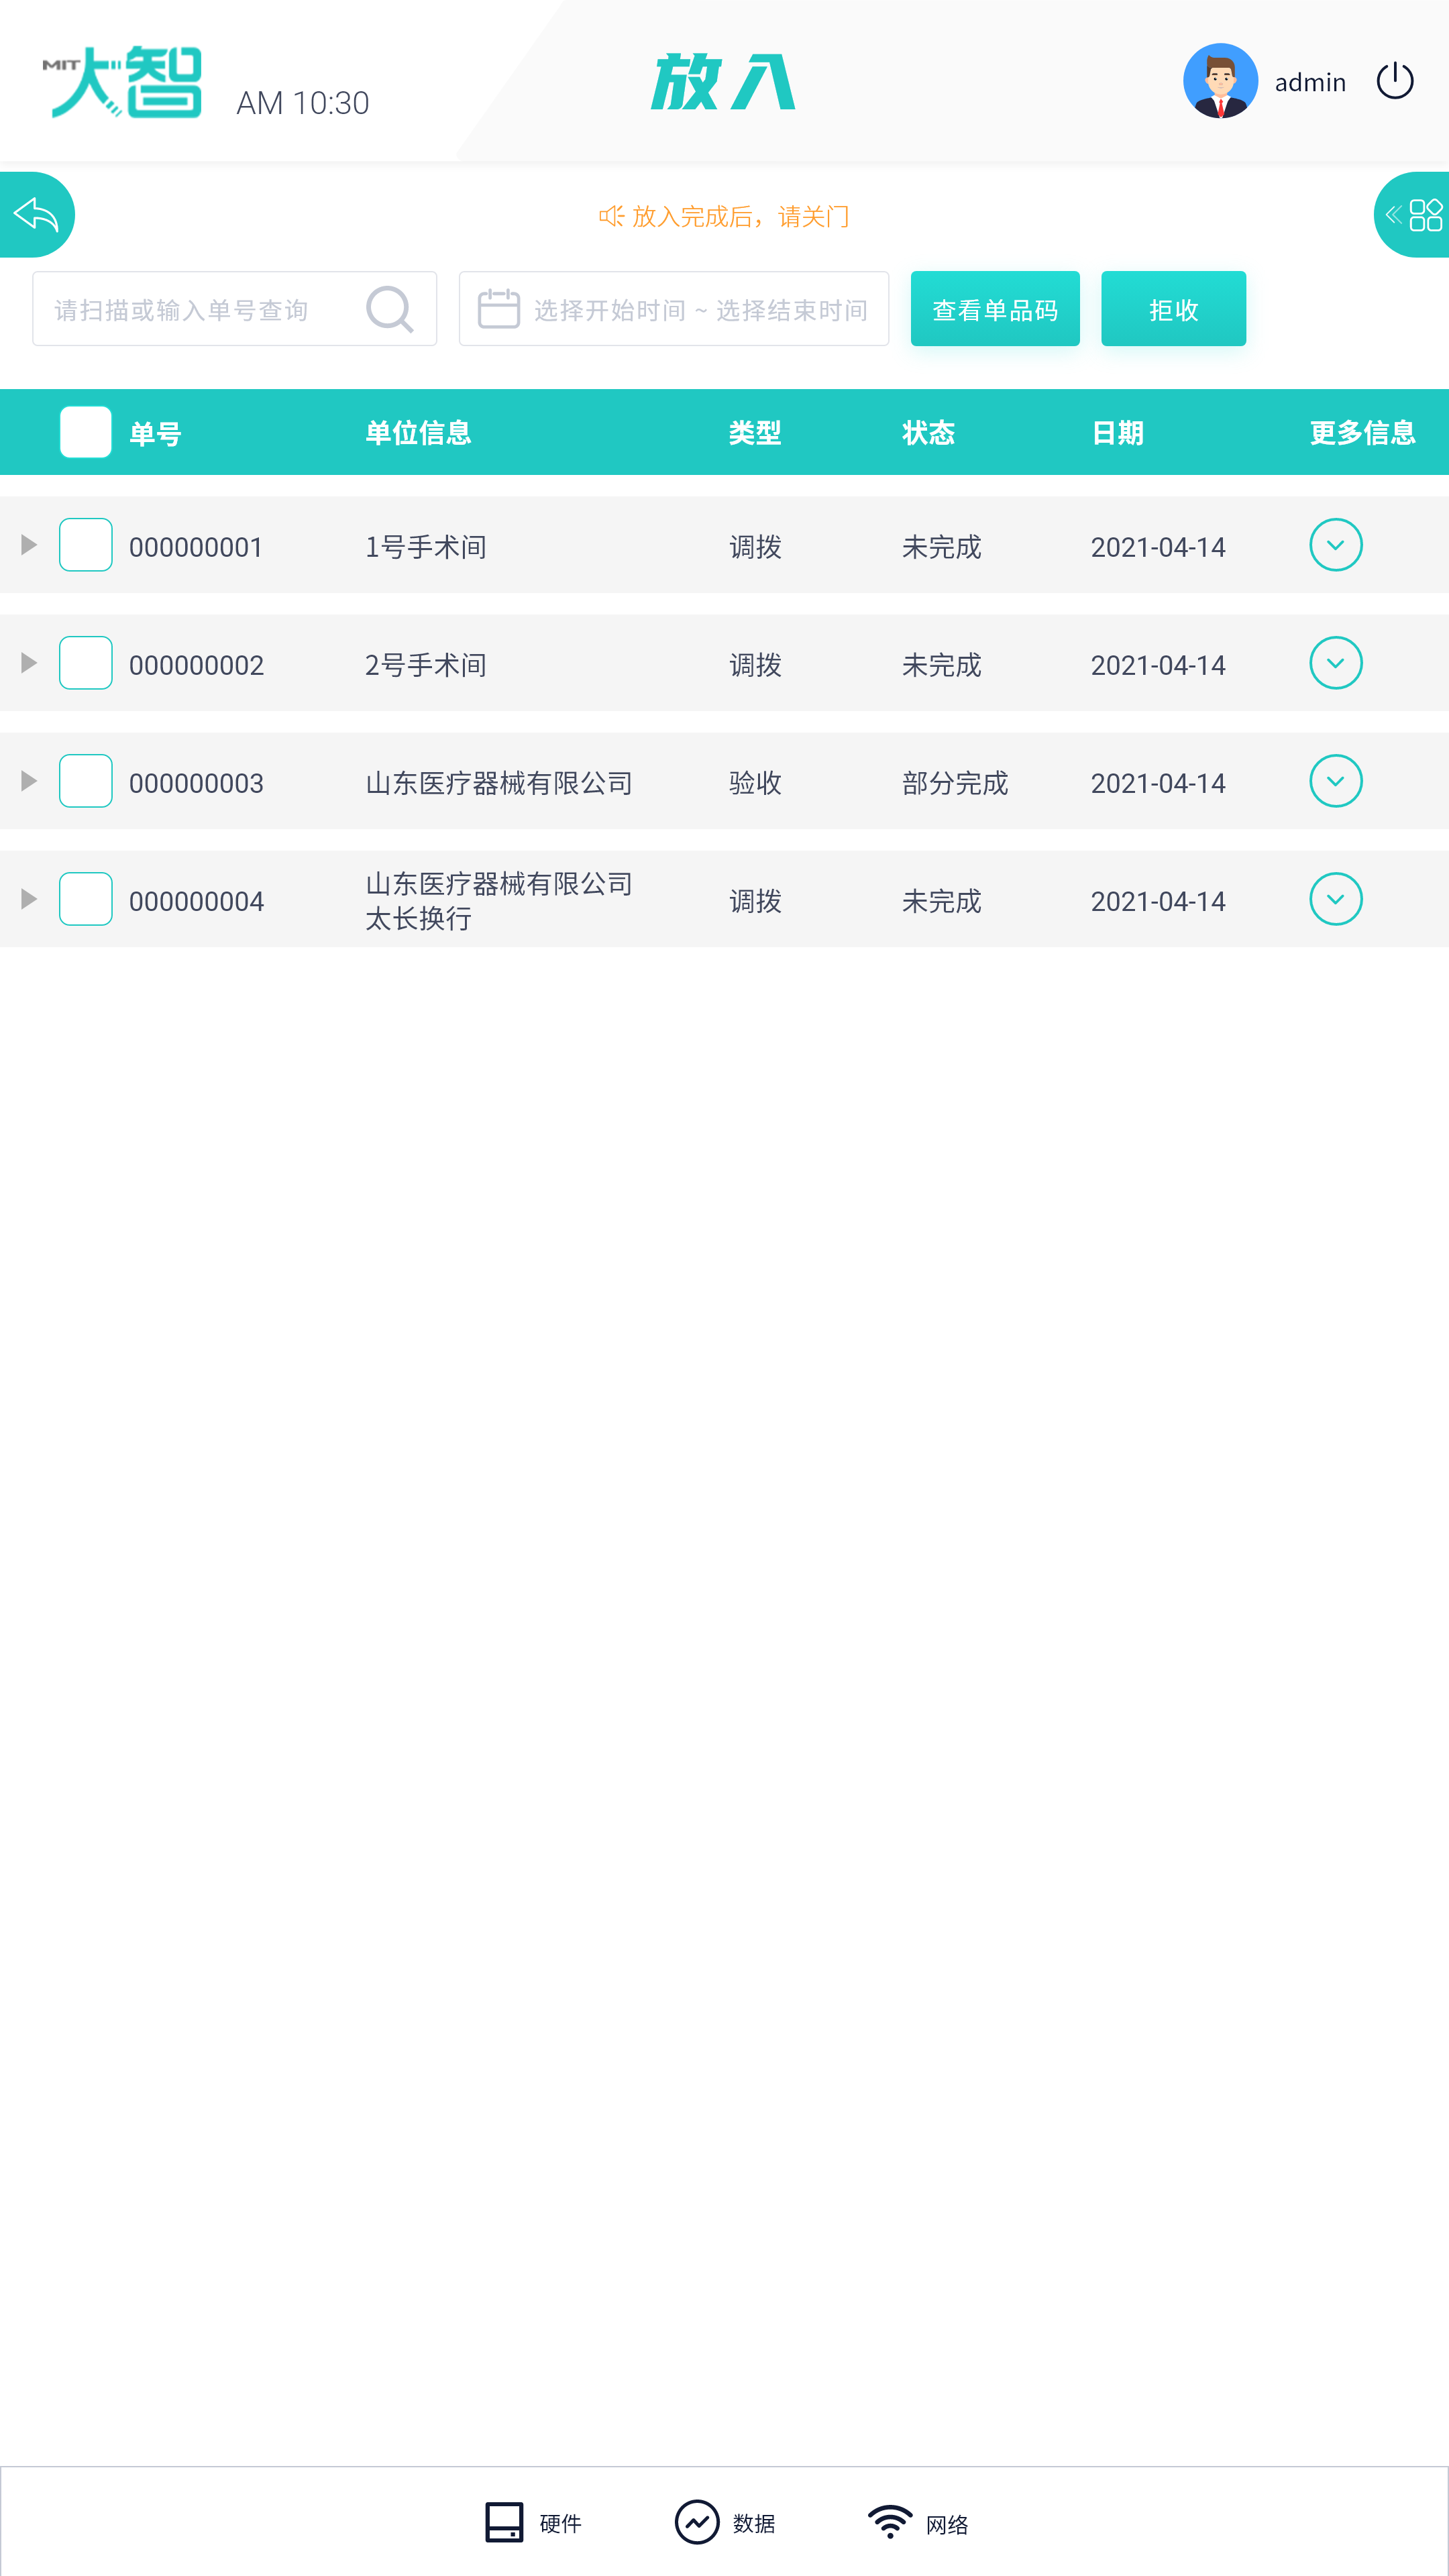 MIT大智
AM 10:30
放入
admin
放入完成后，请关门
请扫描或输入单号查询
选择开始时间 ~ 选择结束时间
查看单品码
拒收
单号 单位信息 类型 状态 日期 更多信息
000000001 1号手术间 调拨 未完成 2021-04-14
000000002 2号手术间 调拨 未完成 2021-04-14
000000003 山东医疗器械有限公司 验收 部分完成 2021-04-14
000000004 山东医疗器械有限公司 调拨 未完成 2021-04-14
太长换行
硬件 数据 网络